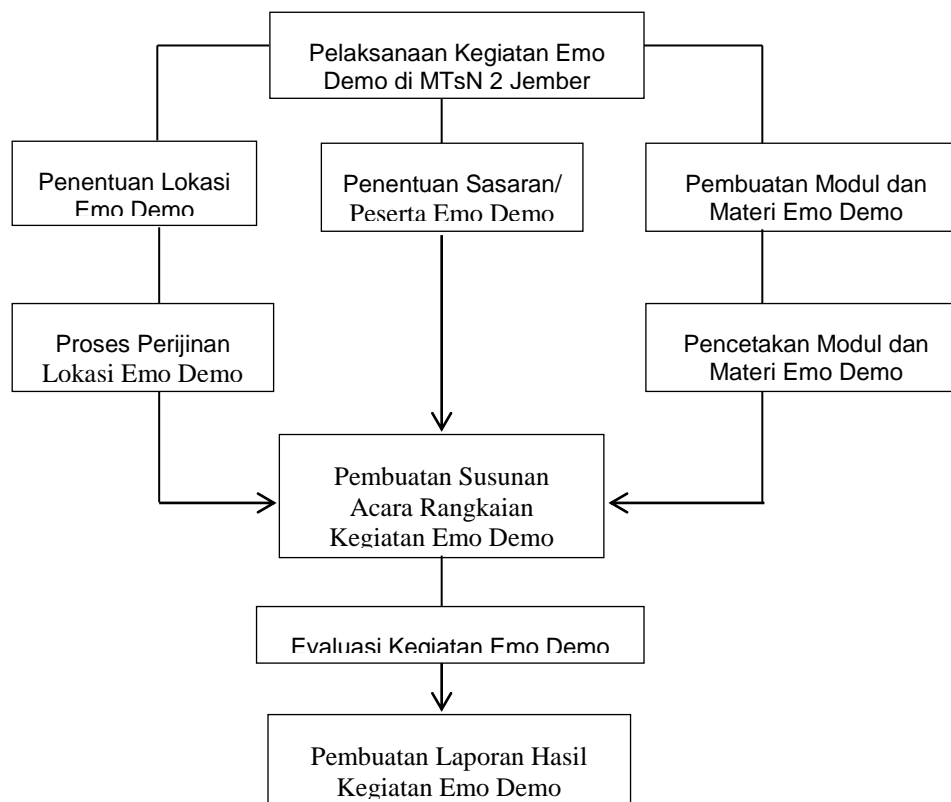 Pelaksanaan Kegiatan Emo
Demo di MTsN 2 Jember
Penentuan Lokasi
Emo Demo
Penentuan Sasaran/
Peserta Emo Demo
Pembuatan Modul dan
Materi Emo Demo
Proses Perijinan
Lokasi Emo Demo
Pencetakan Modul dan
Materi Emo Demo
Pembuatan Susunan
Acara Rangkaian
Kegiatan Emo Demo
Evaluasi Kegiatan Emo Demo
Pembuatan Laporan Hasil
Kegiatan Emo Demo